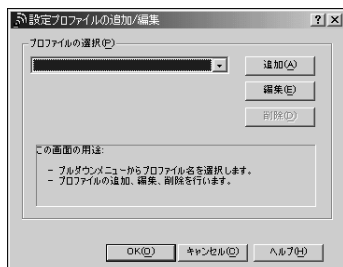 設定プロファイルの追加/編集
プロファイルの選択(P)
追加(A)
編集(E)
削除(D)
この画面の用途:
- プルダウンメニューからプロファイル名を選択します。
- プロファイルの追加、編集、削除を行います。
OK(O)
キャンセル(C)
ヘルプ(H)